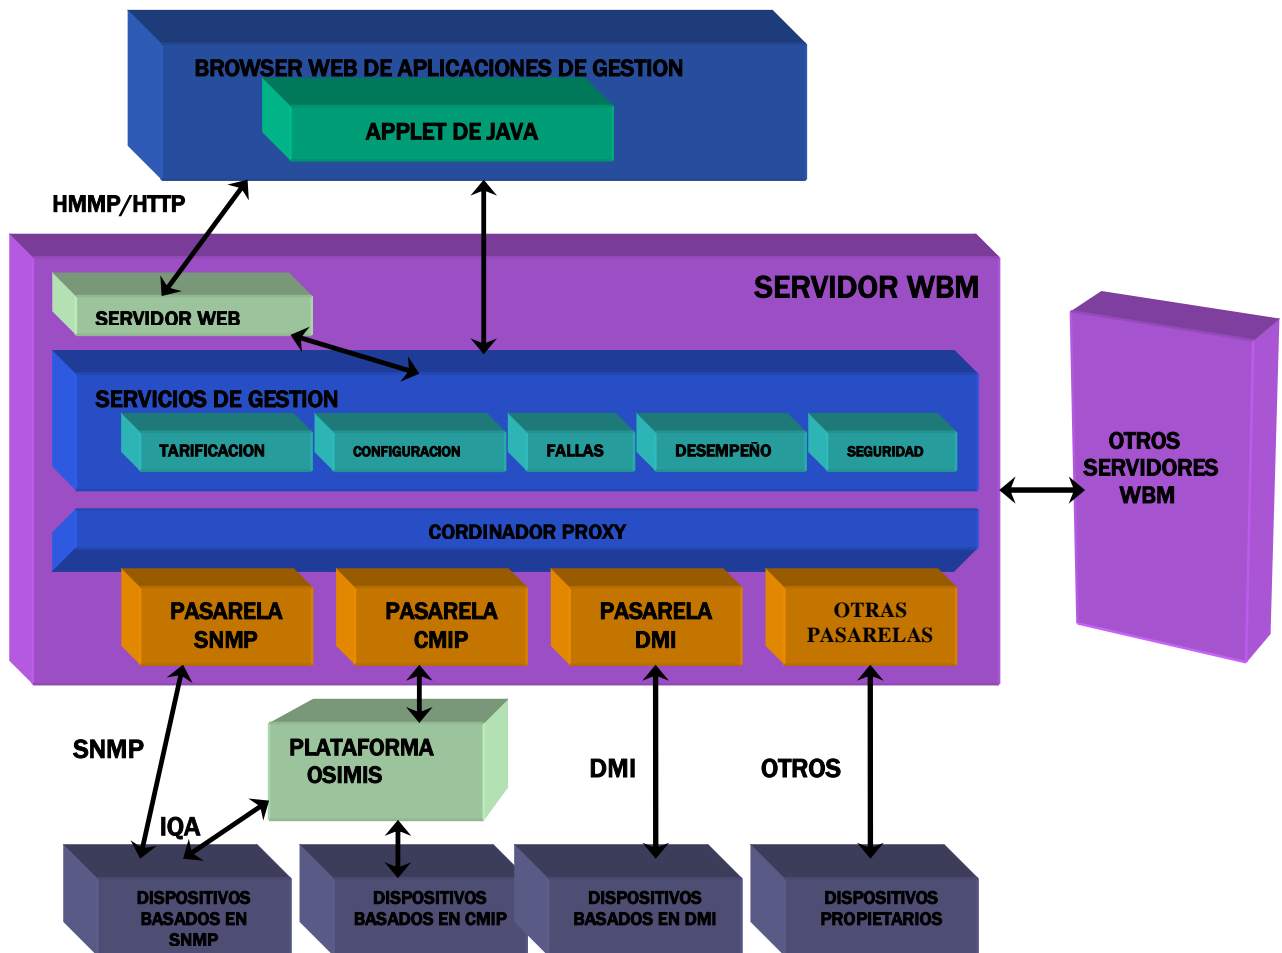 BROWSER WEB DE APLICACIONES DE GESTION
APPLET DE JAVA
HMMP/HTTP
SERVIDOR WBM
SERVIDOR WEB
SERVICIOS DE GESTION
TARIFICACION
CONFIGURACION
FALLAS
DESEMPEÑO
SEGURIDAD
OTROS
SERVIDORES
WBM
CORDINADOR PROXY
PASARELA
SNMP
PASARELA
CMIP
PASARELA
DMI
OTRAS
PASARELAS
SNMP
PLATAFORMA
OSIMIS
DMI
OTROS
IQA
DISPOSITIVOS
BASADOS EN
SNMP
DISPOSITIVOS
BASADOS EN CMIP
DISPOSITIVOS
BASADOS EN DMI
DISPOSITIVOS
PROPIETARIOS